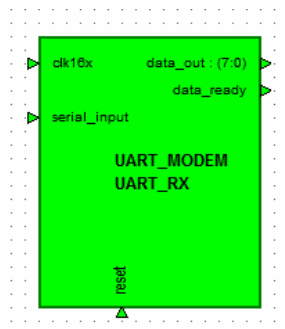 clk16x data_out : (7:0)
data_ready
serial_input
UART_MODEM
UART_RX
reset